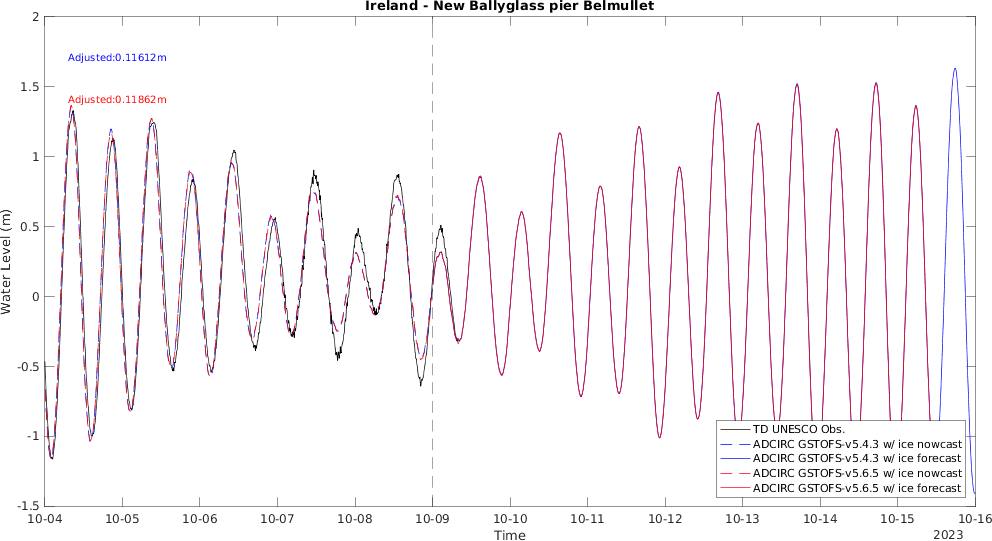 Ireland - New Ballyglass pier Belmullet
Adjusted:0.11612m
Adjusted:0.11862m
Water Level (m)
2
1.5
1
0.5
0
-0.5
-1
-1.5
TD UNESCO Obs.
ADCIRC GSTOFS-v5.4.3 w/ ice nowcast
ADCIRC GSTOFS-v5.4.3 w/ ice forecast
ADCIRC GSTOFS-v5.6.5 w/ ice nowcast
ADCIRC GSTOFS-v5.6.5 w/ ice forecast
10-04 10-05 10-06 10-07 10-08 10-09 10-10 10-11 10-12 10-13 10-14 10-15 10-16
Time
2023